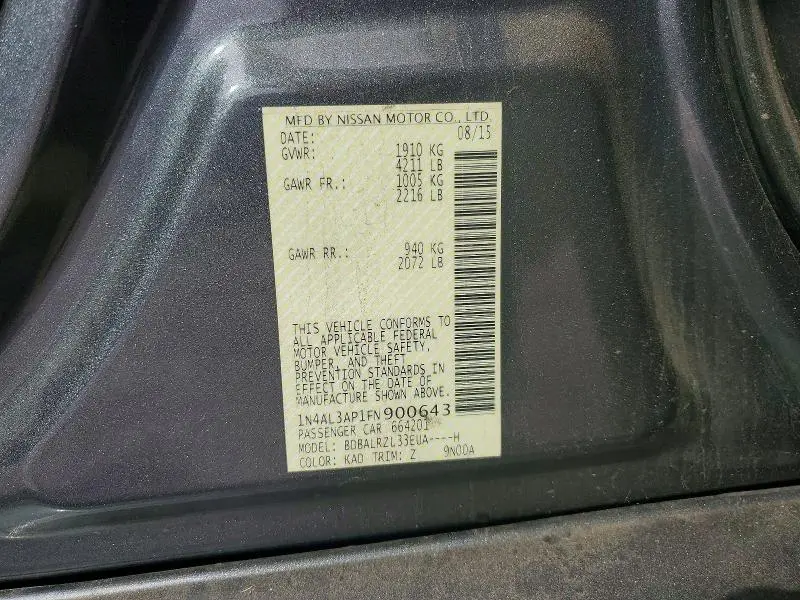 MFD BY NISSAN MOTOR CO., LTD.
DATE: 08/15
GVWR: 1910 KG
4211 LB
GAWR FR.: 1005 KG
2216 LB
GAWR RR.: 940 KG
2072 LB
THIS VEHICLE CONFORMS TO
ALL APPLICABLE FEDERAL
MOTOR VEHICLE SAFETY,
BUMPER, AND THEFT
PREVENTION STANDARDS IN
EFFECT ON THE DATE OF
MANUFACTURE SHOWN ABOVE.
1N4AL3AP1FN900643
PASSENGER CAR 664201
MODEL: BDBALRZL33EUA----H
COLOR: KAD TRIM: Z 9N00A